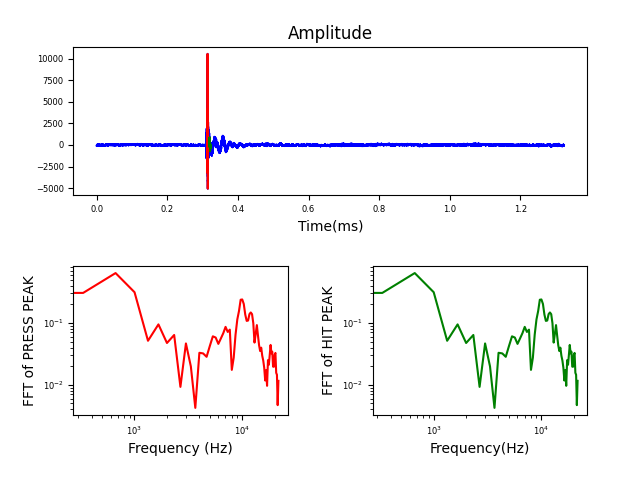 Amplitude
10000
7500
5000
2500
0
−2500
−5000
0.0 0.2 0.4 0.6 0.8 1.0 1.2
Time(ms)
FFT of PRESS PEAK
10⁻¹
10⁻²
10³ 10⁴
Frequency (Hz)
FFT of HIT PEAK
10⁻¹
10⁻²
10³ 10⁴
Frequency(Hz)